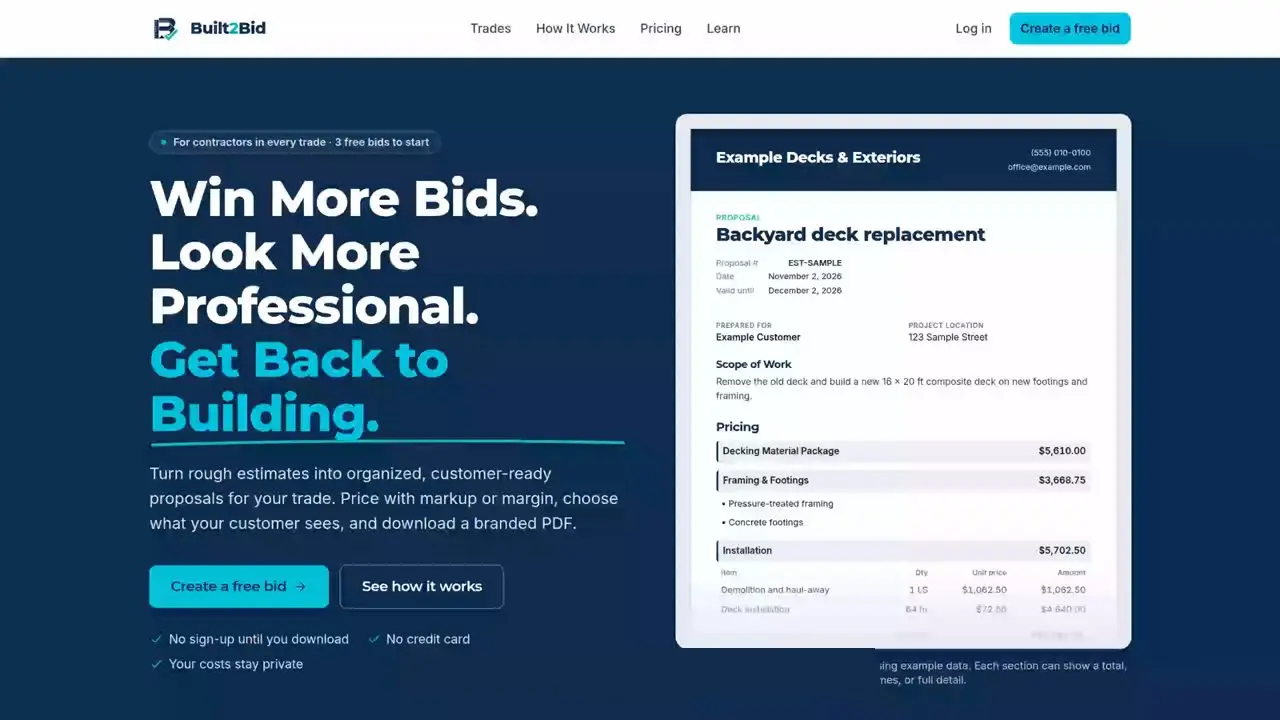 Built2Bid
Trades How It Works Pricing Learn
Log in Create a free bid
For contractors in every trade · 3 free bids to start
Win More Bids.
Look More
Professional.
Get Back to
Building.
Turn rough estimates into organized, customer-ready
proposals for your trade. Price with markup or margin, choose
what your customer sees, and download a branded PDF.
Create a free bid →
See how it works
✓ No sign-up until you download ✓ No credit card
✓ Your costs stay private
Example Decks & Exteriors
(555) 010-0100
office@example.com
PROPOSAL
Backyard deck replacement
Proposal # EST-SAMPLE
Date November 2, 2026
Valid until December 2, 2026
PREPARED FOR
Example Customer
PROJECT LOCATION
123 Sample Street
Scope of Work
Remove the old deck and build a new 16 × 20 ft composite deck on new footings and
framing.
Pricing
Decking Material Package $5,610.00
Framing & Footings $3,668.75
• Pressure-treated framing
• Concrete footings
Installation $5,702.50
Item Qty Unit price Amount
Demolition and haul-away 1 LS $1,062.50 $1,062.50
Deck installation 64 hr $72.50 $4,640.00
example data. Each section can show a total,
or full detail.